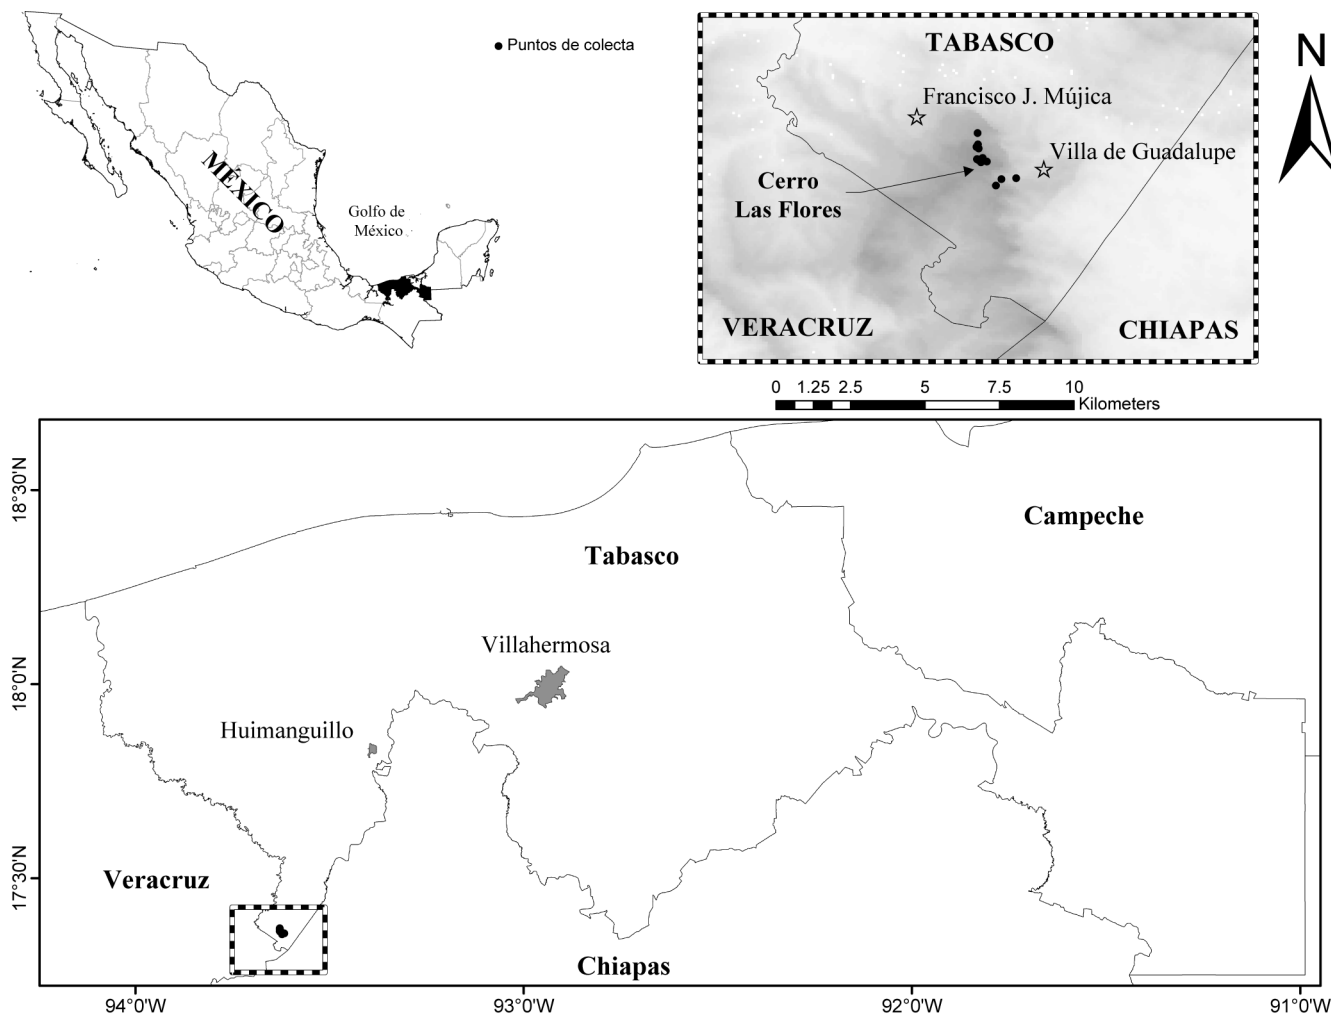 Puntos de colecta
MÉXICO
Golfo de
México
TABASCO
Francisco J. Mújica
Villa de Guadalupe
Cerro
Las Flores
VERACRUZ
CHIAPAS
N
0 1.25 2.5 5 7.5 10
Kilometers
18°30'N
18°0'N
17°30'N
Campeche
Tabasco
Villahermosa
Huimanguillo
Veracruz
Chiapas
94°0'W 93°0'W 92°0'W 91°0'W